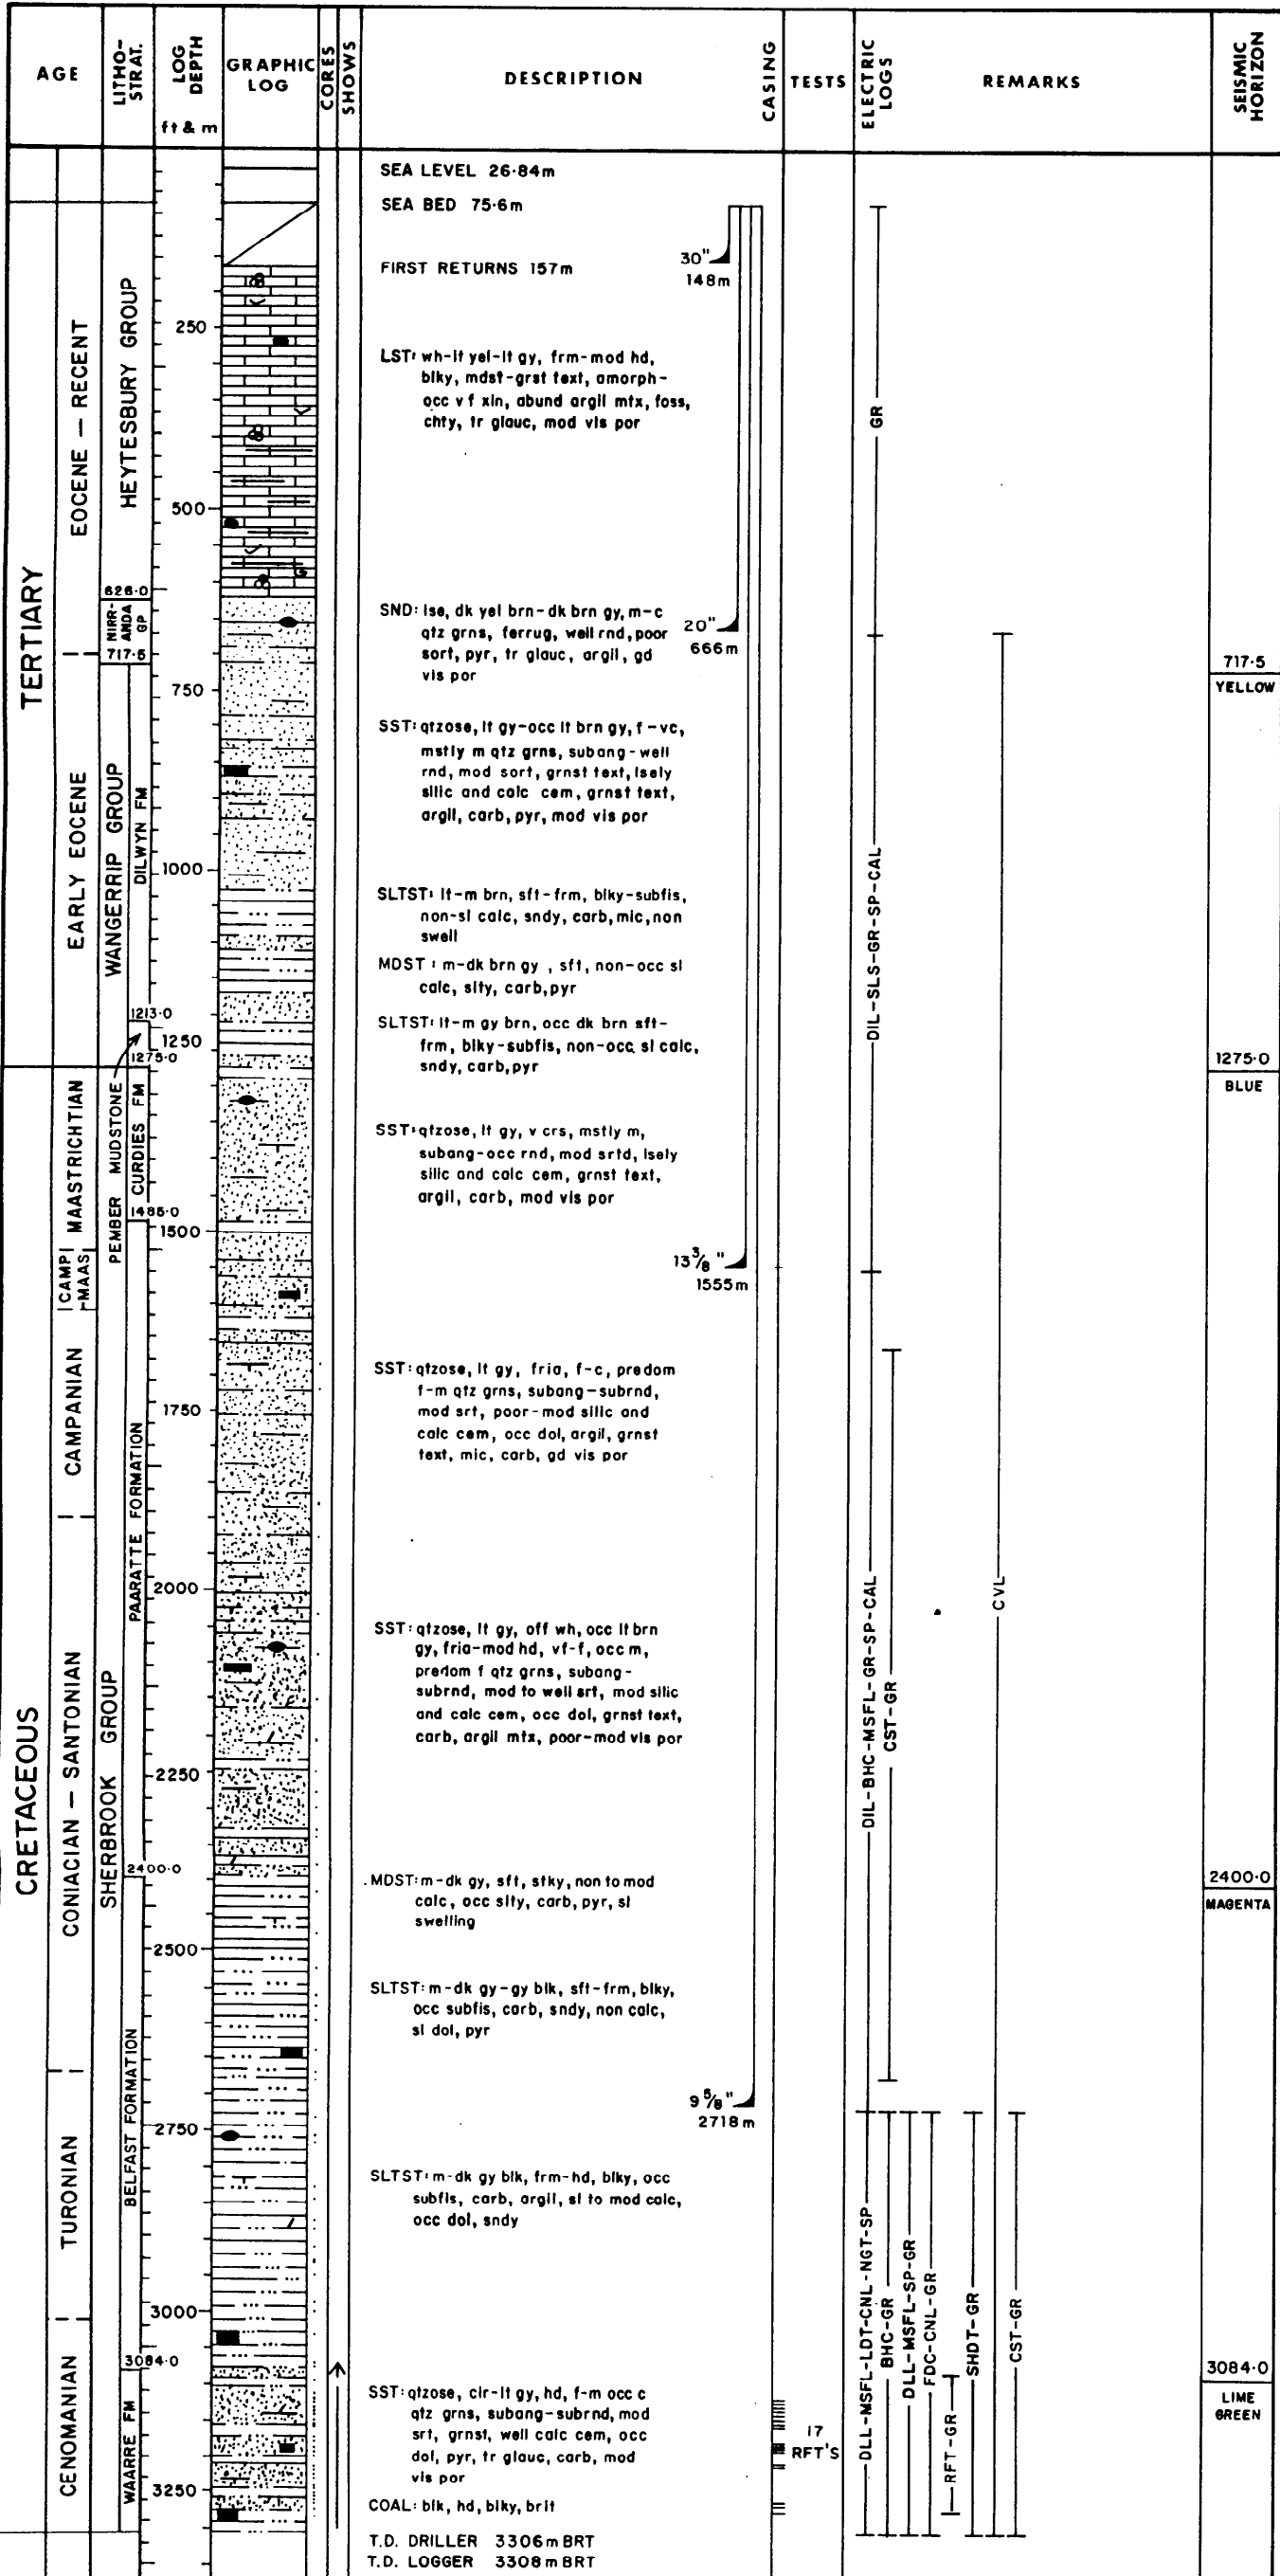 AGE
LITHO-
STRAT.
LOG
DEPTH
ft & m
GRAPHIC
LOG
CORES
SHOWS
DESCRIPTION
CASING
TESTS
ELECTRIC
LOGS
REMARKS
SEISMIC
HORIZON
TERTIARY
CRETACEOUS
EOCENE — RECENT
EARLY EOCENE
MAASTRICHTIAN
CAMP/
-MAAS
CAMPANIAN
CONIACIAN — SANTONIAN
TURONIAN
CENOMANIAN
HEYTESBURY GROUP
626·0
NIRR-
ANDA
GP
717·5
WANGERRIP GROUP
DILWYN FM
1213·0
1275·0
PEMBER MUDSTONE
CURDIES FM
1485·0
PAARATTE FORMATION
SHERBROOK GROUP
2400·0
BELFAST FORMATION
3084·0
WAARRE FM
250
500
750
1000
1250
1500
1750
2000
2250
2500
2750
3000
3250
SEA LEVEL 26·84m
SEA BED 75·6m
FIRST RETURNS 157m
LST: wh-lt yel-lt gy, frm-mod hd,
blky, mdst-grst text, amorph-
occ v f xln, abund argil mtx, foss,
chty, tr glauc, mod vis por
SND: lse, dk yel brn-dk brn gy, m-c
qtz grns, ferrug, well rnd, poor
sort, pyr, tr glauc, argil, gd
vis por
SST: qtzose, lt gy-occ lt brn gy, f-vc,
mstly m qtz grns, subang-well
rnd, mod sort, grnst text, lsely
silic and calc cem, grnst text,
argil, carb, pyr, mod vis por
SLTST: lt-m brn, sft-frm, blky-subfis,
non-sl calc, sndy, carb, mic, non
swell
MDST : m-dk brn gy , sft, non-occ sl
calc, slty, carb, pyr
SLTST: lt-m gy brn, occ dk brn sft-
frm, blky-subfis, non-occ sl calc,
sndy, carb, pyr
SST: qtzose, lt gy, v crs, mstly m,
subang-occ rnd, mod srtd, lsely
silic and calc cem, grnst text,
argil, carb, mod vis por
SST: qtzose, lt gy, fria, f-c, predom
f-m qtz grns, subang-subrnd,
mod srt, poor-mod silic and
calc cem, occ dol, argil, grnst
text, mic, carb, gd vis por
SST: qtzose, lt gy, off wh, occ lt brn
gy, fria-mod hd, vf-f, occ m,
predom f qtz grns, subang-
subrnd, mod to well srt, mod silic
and calc cem, occ dol, grnst text,
carb, argil mtx, poor-mod vis por
MDST: m-dk gy, sft, stky, non to mod
calc, occ slty, carb, pyr, sl
swelling
SLTST: m-dk gy-gy blk, sft-frm, blky,
occ subfis, carb, sndy, non calc,
sl dol, pyr
SLTST: m-dk gy blk, frm-hd, blky, occ
subfis, carb, argil, sl to mod calc,
occ dol, sndy
SST: qtzose, clr-lt gy, hd, f-m occ c
qtz grns, subang-subrnd, mod
srt, grnst, well calc cem, occ
dol, pyr, tr glauc, carb, mod
vis por
COAL: blk, hd, blky, brit
T.D. DRILLER 3306m BRT
T.D. LOGGER 3308m BRT
30"
148m
20"
666m
13⅜"
1555m
9⅝"
2718m
17
RFT'S
GR
DIL-SLS-GR-SP-CAL
DIL-BHC-MSFL-GR-SP-CAL
CST-GR
CVL
DLL-MSFL-LDT-CNL-NGT-SP
BHC-GR
DLL-MSFL-SP-GR
FDC-CNL-GR
RFT-GR
SHDT-GR
CST-GR
717·5
YELLOW
1275·0
BLUE
2400·0
MAGENTA
3084·0
LIME
GREEN